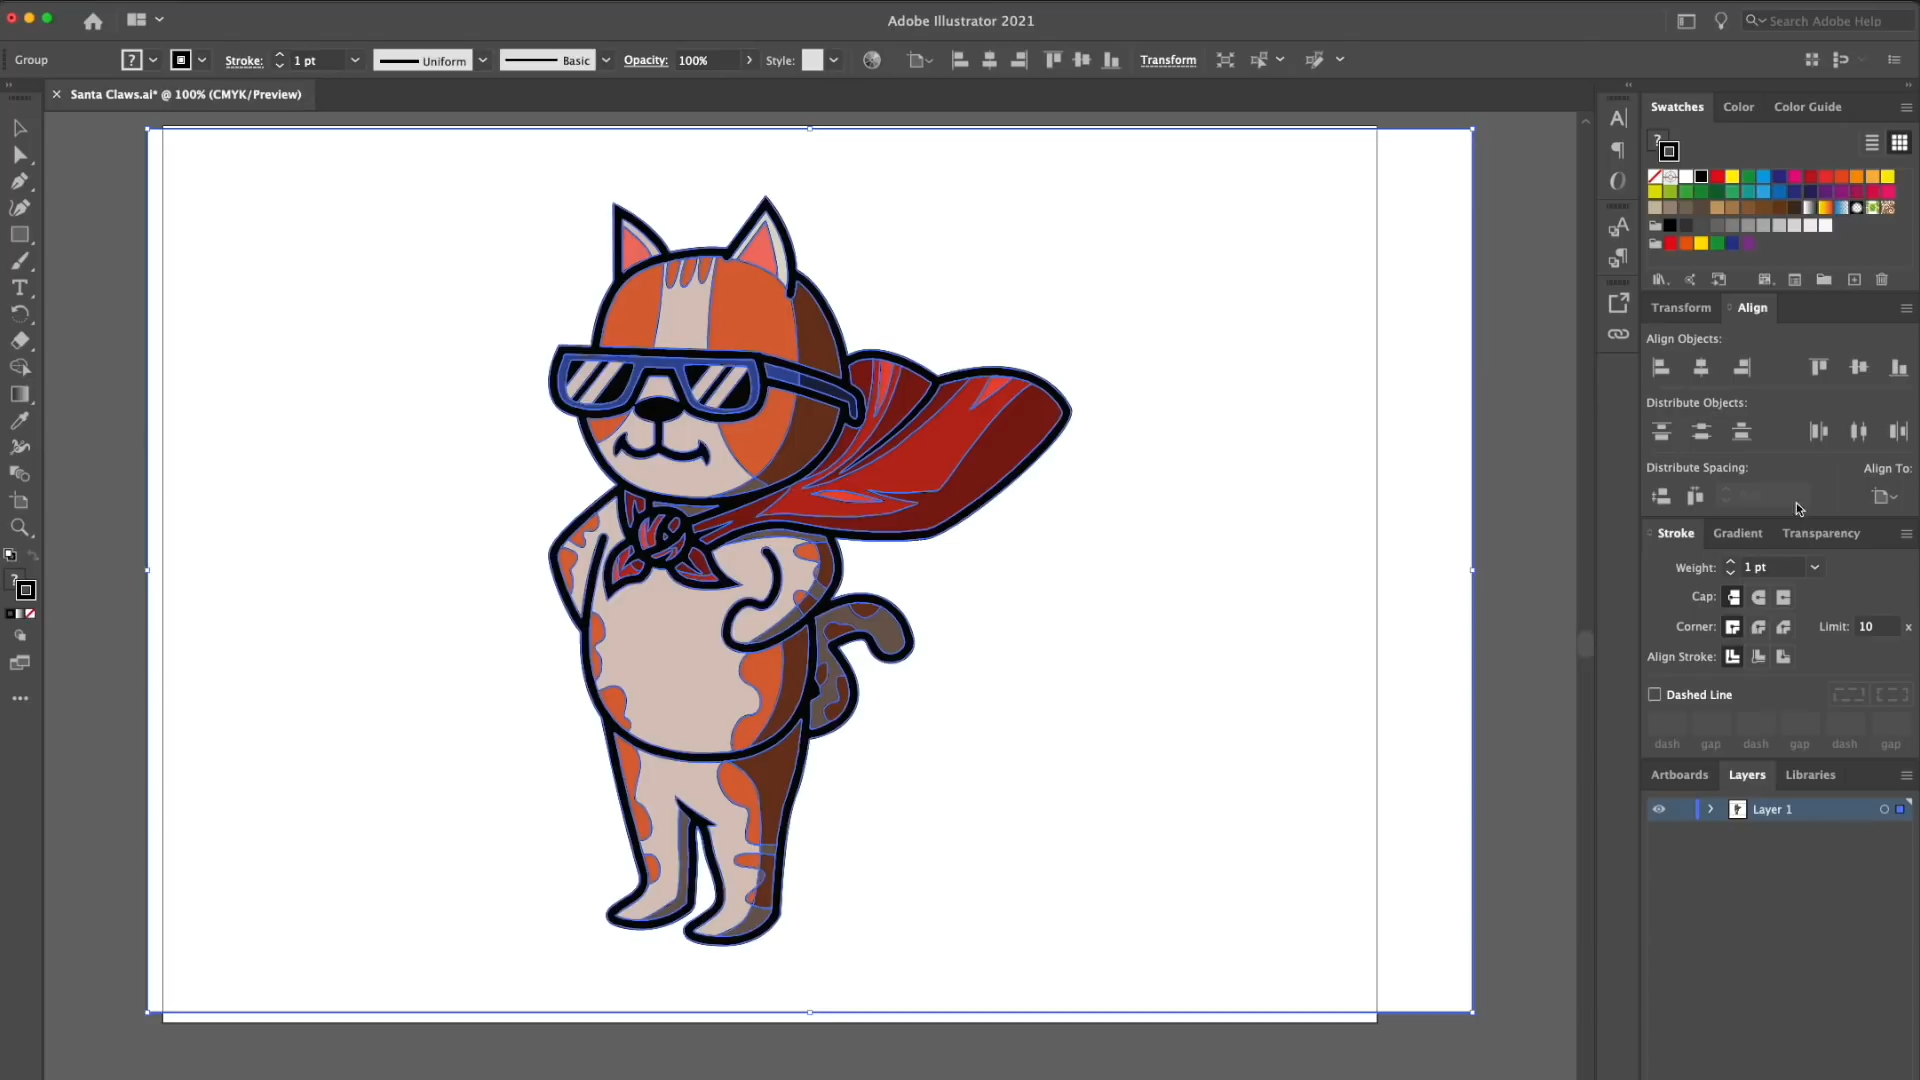 Adobe Illustrator 2021
Search Adobe Help
Group
Stroke:
1 pt
Uniform
Basic
Opacity:
100%
Style:
Transform
Santa Claws.ai* @ 100% (CMYK/Preview)
Swatches
Color
Color Guide
Transform
Align
Align Objects:
Distribute Objects:
Distribute Spacing:
Align To:
Stroke
Gradient
Transparency
Weight:
1 pt
Cap:
Corner:
Limit:
10
x
Align Stroke:
Dashed Line
dash
gap
dash
gap
dash
gap
Artboards
Layers
Libraries
Layer 1